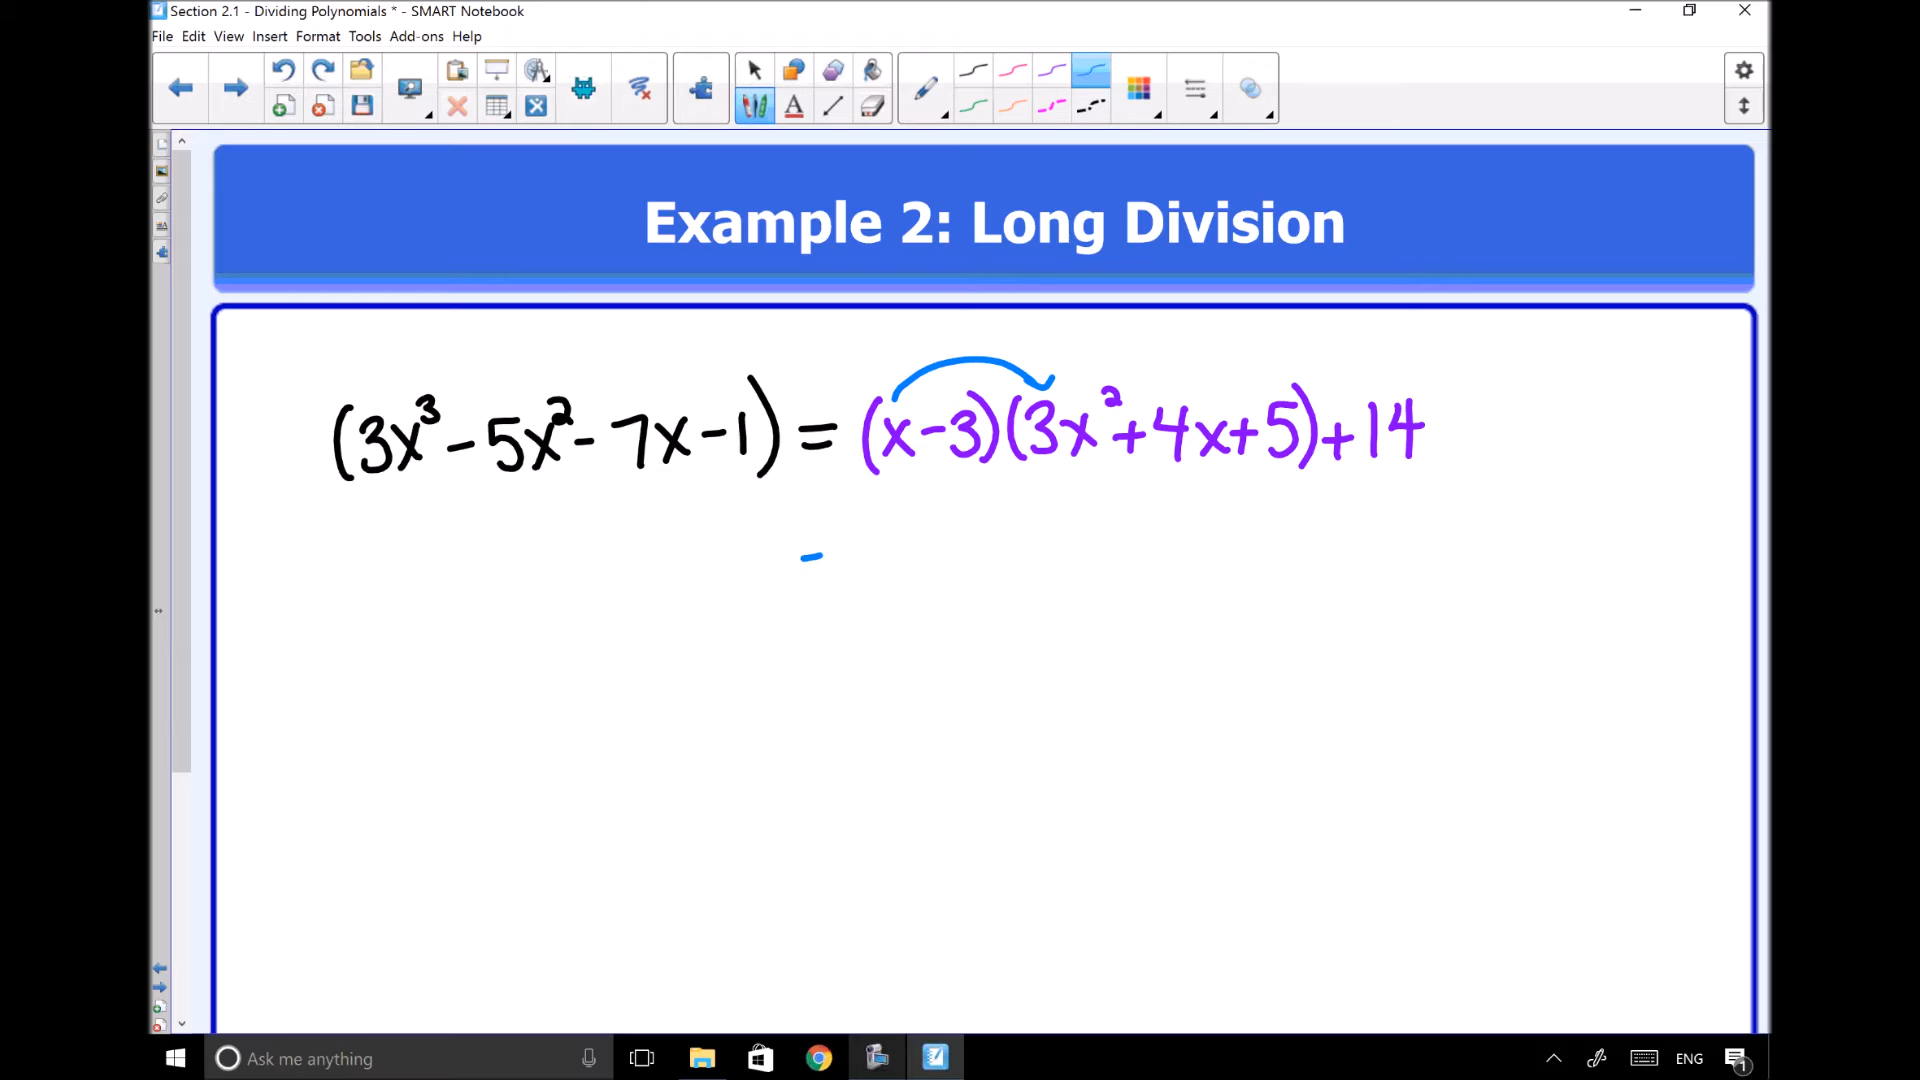 Section 2.1 - Dividing Polynomials * - SMART Notebook
File Edit View Insert Format Tools Add-ons Help
Example 2: Long Division
(3x³ - 5x² - 7x - 1) = (x - 3)(3x² + 4x + 5) + 14
=
Ask me anything
ENG
1